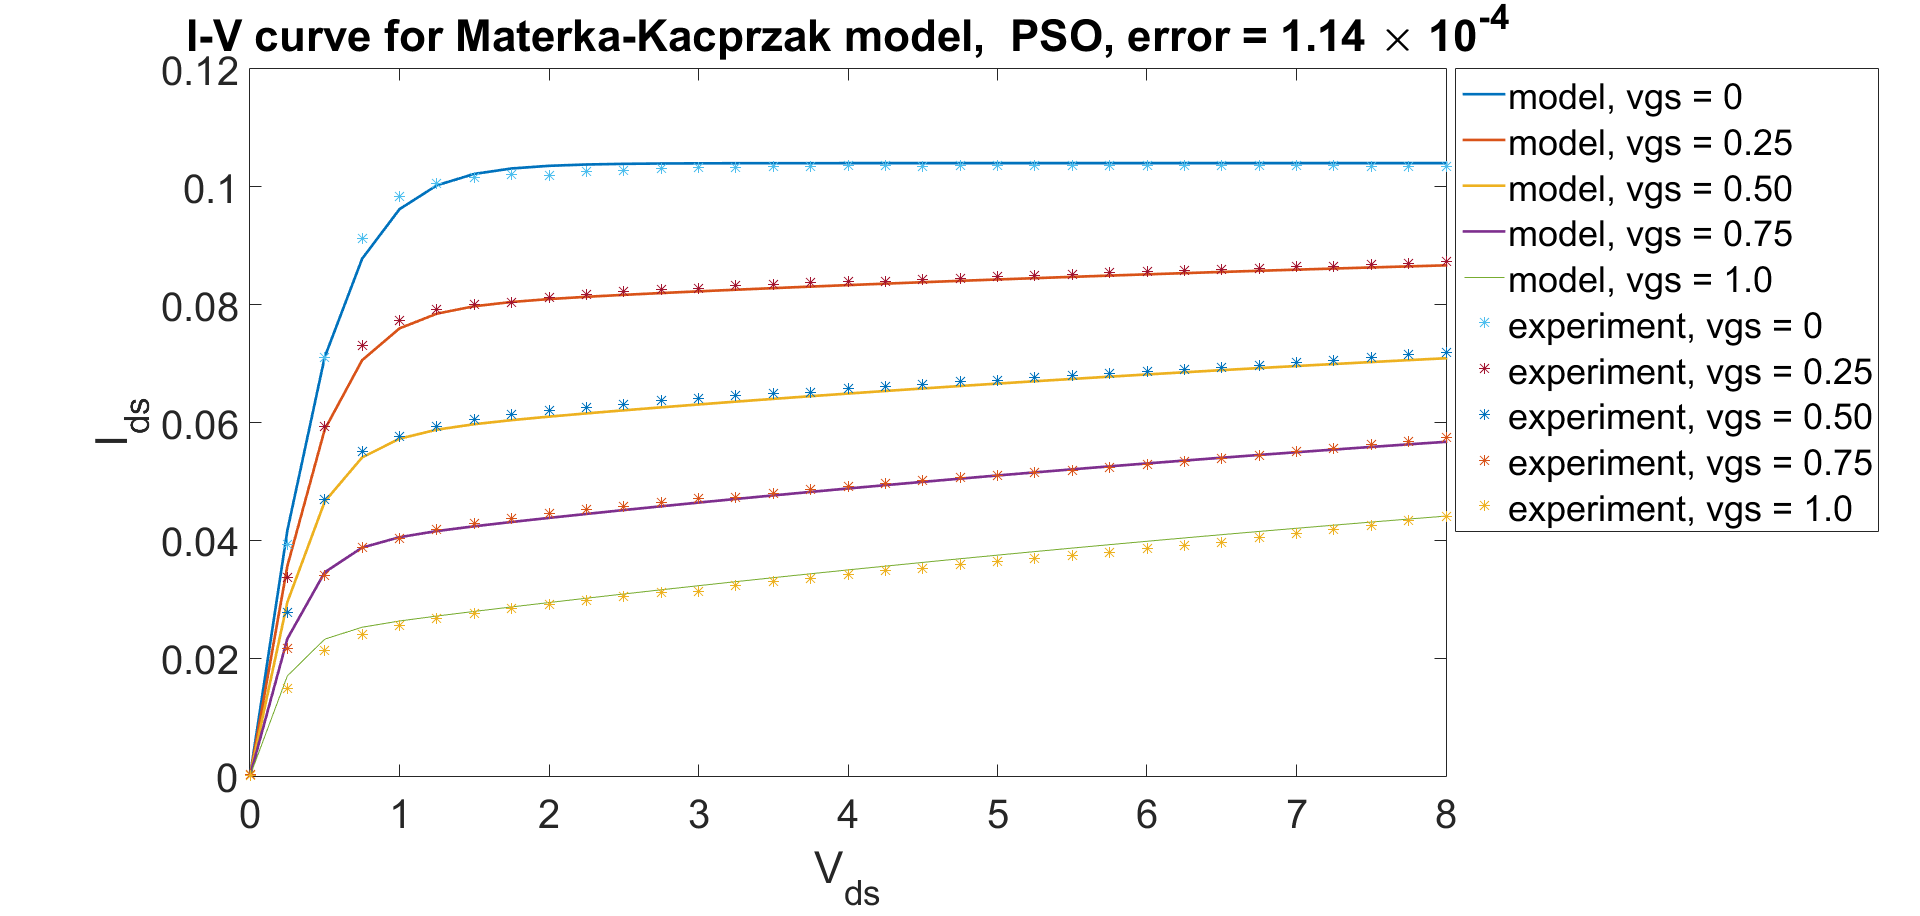 I-V curve for Materka-Kacprzak model,  PSO, error = 1.14 × 10^-4
0.12
0.1
0.08
0.06
0.04
0.02
0
I_ds
0 1 2 3 4 5 6 7 8
V_ds
model, vgs = 0
model, vgs = 0.25
model, vgs = 0.50
model, vgs = 0.75
model, vgs = 1.0
experiment, vgs = 0
experiment, vgs = 0.25
experiment, vgs = 0.50
experiment, vgs = 0.75
experiment, vgs = 1.0